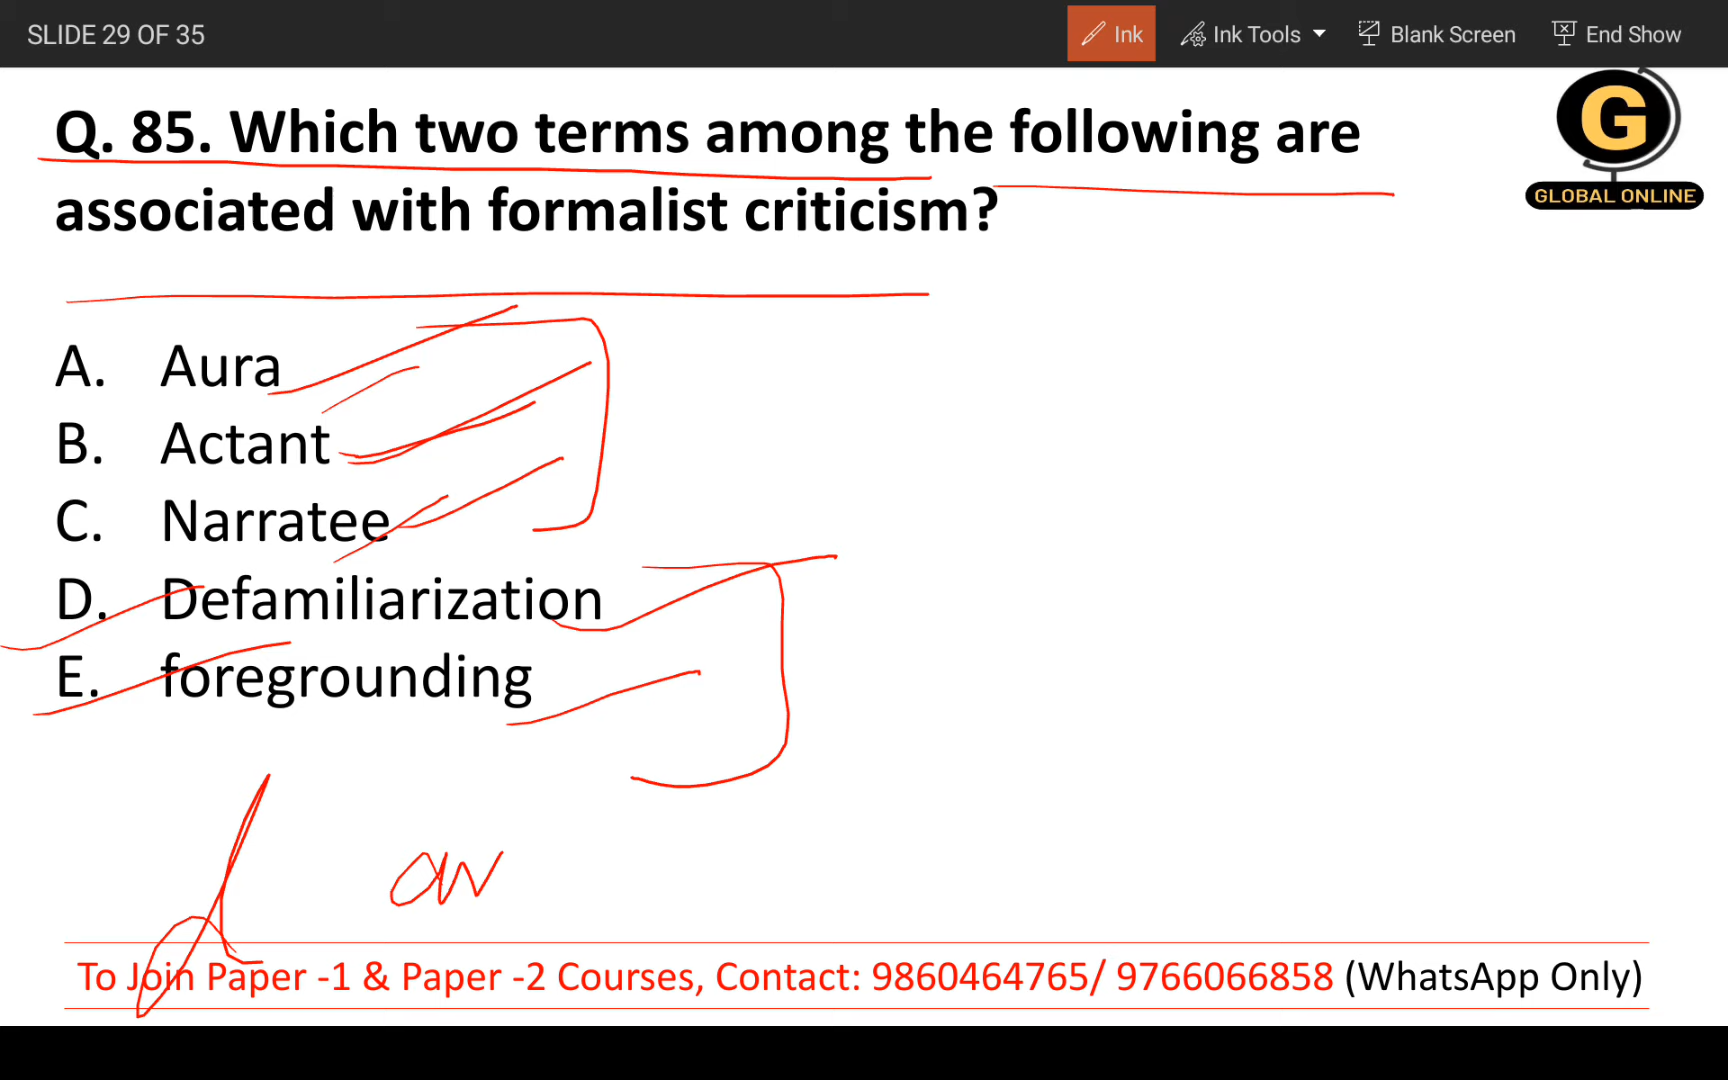 SLIDE 29 OF 35 Ink Ink Tools Blank Screen End Show
Q. 85. Which two terms among the following are
associated with formalist criticism?
G
GLOBAL ONLINE
A. Aura
B. Actant
C. Narratee
D. Defamiliarization
E. foregrounding
d
To Join Paper -1 & Paper -2 Courses, Contact: 9860464765/ 9766066858 (WhatsApp Only)